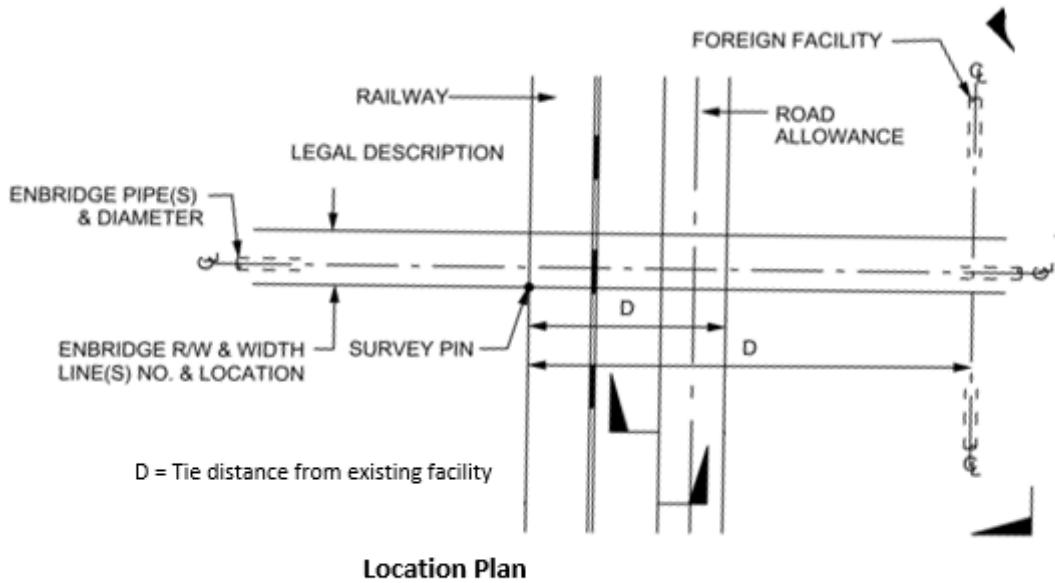 FOREIGN FACILITY
RAILWAY
ROAD
ALLOWANCE
LEGAL DESCRIPTION
ENBRIDGE PIPE(S)
& DIAMETER
D
ENBRIDGE R/W & WIDTH
LINE(S) NO. & LOCATION
SURVEY PIN
D
D = Tie distance from existing facility
Location Plan